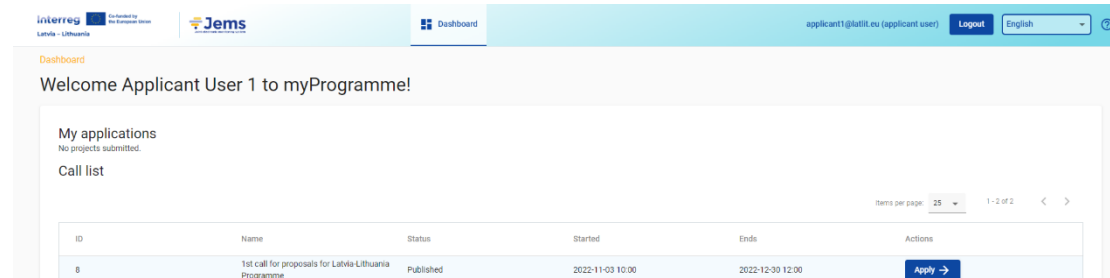 Interreg
Co-funded by
the European Union
Latvia – Lithuania
Jems
Dashboard
applicant1@latlit.eu (applicant user)
Logout
English
Dashboard
Welcome Applicant User 1 to myProgramme!
My applications
No projects submitted.
Call list
Items per page: 25 1 - 2 of 2
ID Name Status Started Ends Actions
8 1st call for proposals for Latvia-Lithuania Published 2022-11-03 10:00 2022-12-30 12:00 Apply
Programme